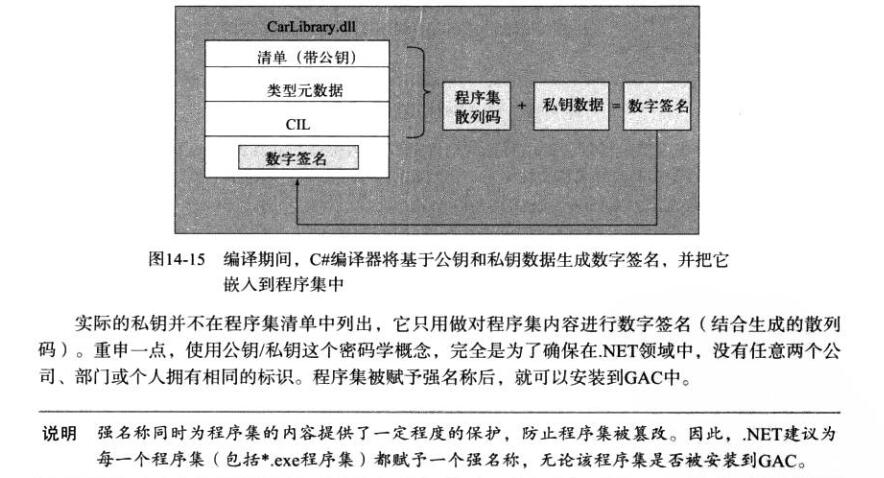 CarLibrary.dll
清单（带公钥）
类型元数据
CIL
数字签名
程序集
散列码
+
私钥数据
=
数字签名
图14-15 编译期间，C#编译器将基于公钥和私钥数据生成数字签名，并把它
嵌入到程序集中
实际的私钥并不在程序集清单中列出，它只用做对程序集内容进行数字签名（结合生成的散列
码）。重申一点，使用公钥/私钥这个密码学概念，完全是为了确保在.NET领域中，没有任意两个公
司、部门或个人拥有相同的标识。程序集被赋予强名称后，就可以安装到GAC中。
说明 强名称同时为程序集的内容提供了一定程度的保护，防止程序集被篡改。因此，.NET建议为
每一个程序集（包括*.exe程序集）都赋予一个强名称，无论该程序集是否被安装到GAC。